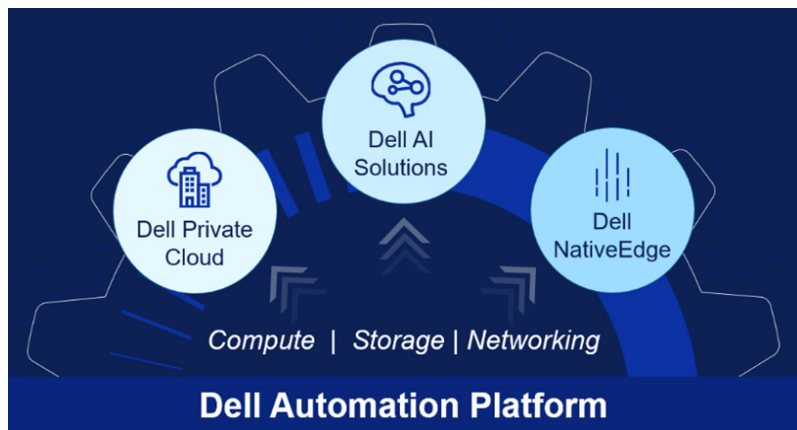 Dell AI
Solutions
Dell Private
Cloud
Dell
NativeEdge
Compute | Storage | Networking
Dell Automation Platform